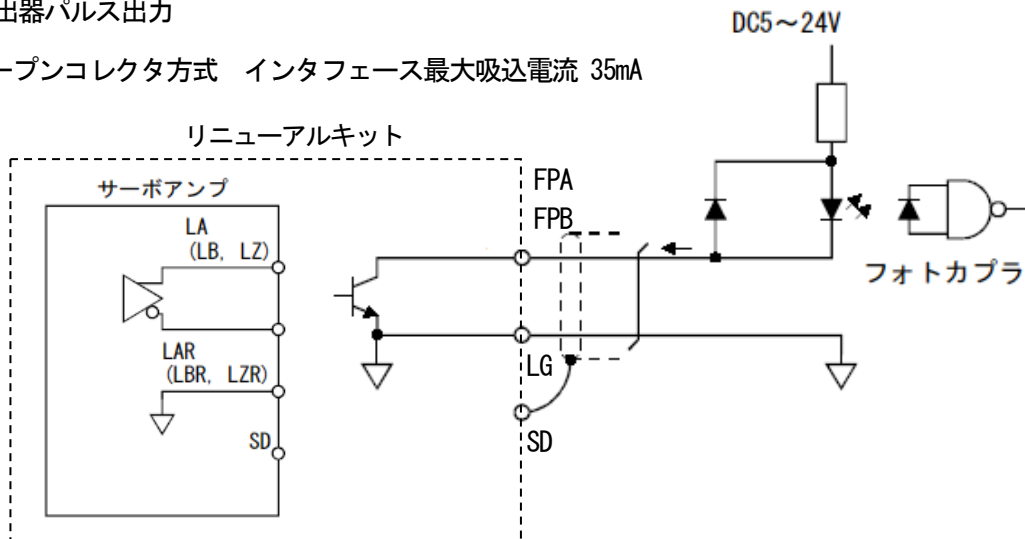 出器パルス出力
DC5~24V
ープンコレクタ方式 インタフェース最大吸込電流 35mA
リニューアルキット
サーボアンプ
FPA
FPB
LA
(LB, LZ)
フォトカプラ
LAR
(LBR, LZR)
LG
SD
SD